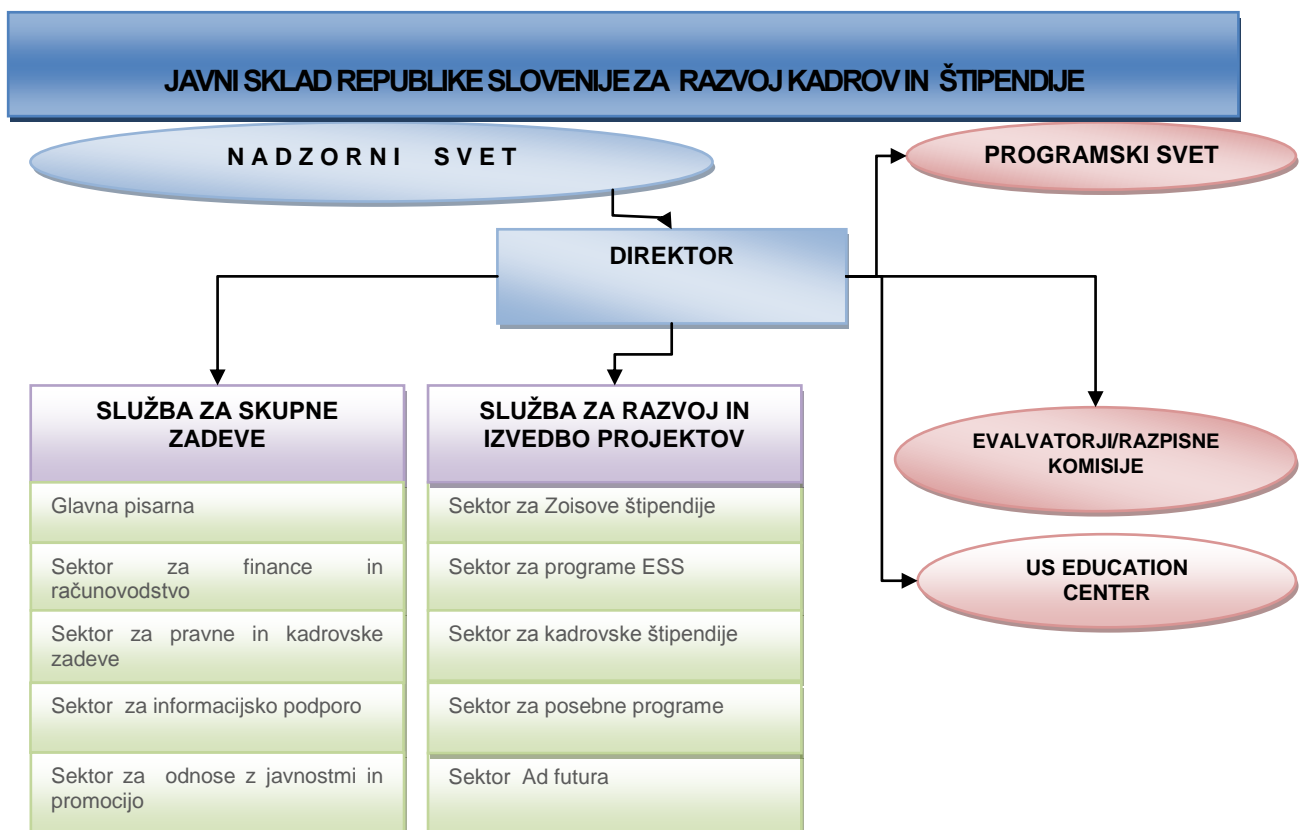 JAVNI SKLAD REPUBLIKE SLOVENIJE ZA RAZVOJ KADROV IN ŠTIPENDIJE
NADZORNI SVET
PROGRAMSKI SVET
DIREKTOR
SLUŽBA ZA SKUPNE
ZADEVE
Glavna pisarna
Sektor za finance in
računovodstvo
Sektor za pravne in kadrovske
zadeve
Sektor za informacijsko podporo
Sektor za odnose z javnostmi in
promocijo
SLUŽBA ZA RAZVOJ IN
IZVEDBO PROJEKTOV
Sektor za Zoisove štipendije
Sektor za programe ESS
Sektor za kadrovske štipendije
Sektor za posebne programe
Sektor Ad futura
EVALVATORJI/RAZPISNE
KOMISIJE
US EDUCATION
CENTER